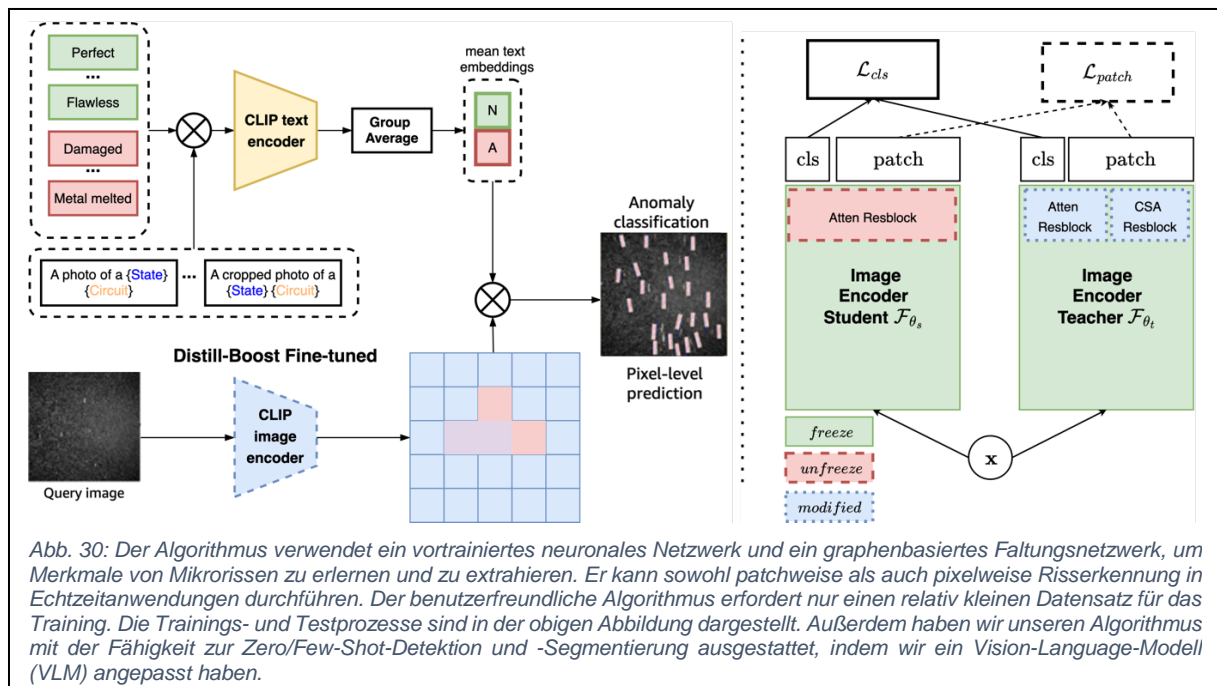 Perfect
...
Flawless
Damaged
...
Metal melted
CLIP text
encoder
Group
Average
mean text
embeddings
N
A
A photo of a {State}
{Circuit}
...
A cropped photo of a
{State} {Circuit}
Anomaly
classification
Pixel-level
prediction
Distill-Boost Fine-tuned
CLIP
image
encoder
Query image
ℒcls
ℒpatch
cls
patch
cls
patch
Atten Resblock
Atten
Resblock
CSA
Resblock
Image
Encoder
Student ℱθs
Image
Encoder
Teacher ℱθt
freeze
unfreeze
modified
x
Abb. 30: Der Algorithmus verwendet ein vortrainiertes neuronales Netzwerk und ein graphenbasiertes Faltungsnetzwerk, um
Merkmale von Mikrorissen zu erlernen und zu extrahieren. Er kann sowohl patchweise als auch pixelweise Risserkennung in
Echtzeitanwendungen durchführen. Der benutzerfreundliche Algorithmus erfordert nur einen relativ kleinen Datensatz für das
Training. Die Trainings- und Testprozesse sind in der obigen Abbildung dargestellt. Außerdem haben wir unseren Algorithmus
mit der Fähigkeit zur Zero/Few-Shot-Detektion und -Segmentierung ausgestattet, indem wir ein Vision-Language-Modell
(VLM) angepasst haben.